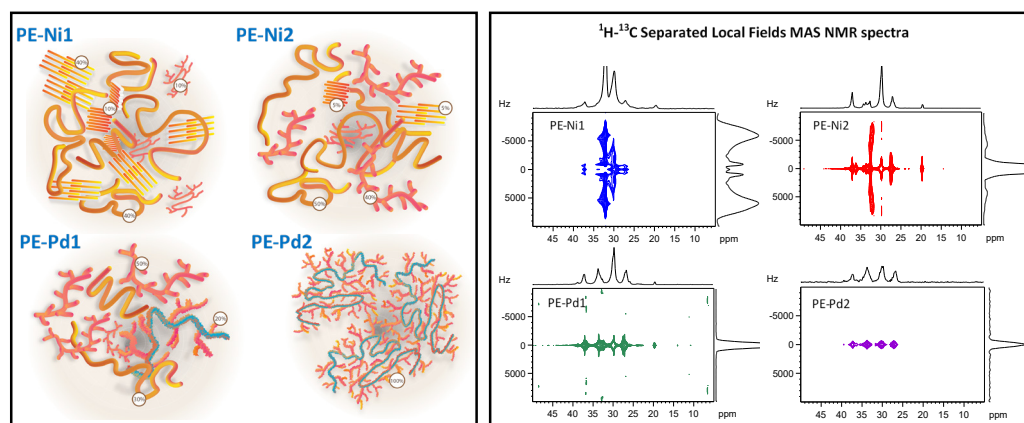 PE-Ni1
40%
10%
10%
40%
PE-Ni2
5%
5%
40%
PE-Pd1
50%
20%
30%
PE-Pd2
100%
¹H-¹³C Separated Local Fields MAS NMR spectra
Hz
PE-Ni1
-5000
0
5000
45 40 35 30 25 20 15 10 ppm
Hz
PE-Ni2
-5000
0
5000
45 40 35 30 25 20 15 10 ppm
Hz
PE-Pd1
-5000
0
5000
45 40 35 30 25 20 15 10 ppm
Hz
PE-Pd2
-5000
0
5000
45 40 35 30 25 20 15 10 ppm